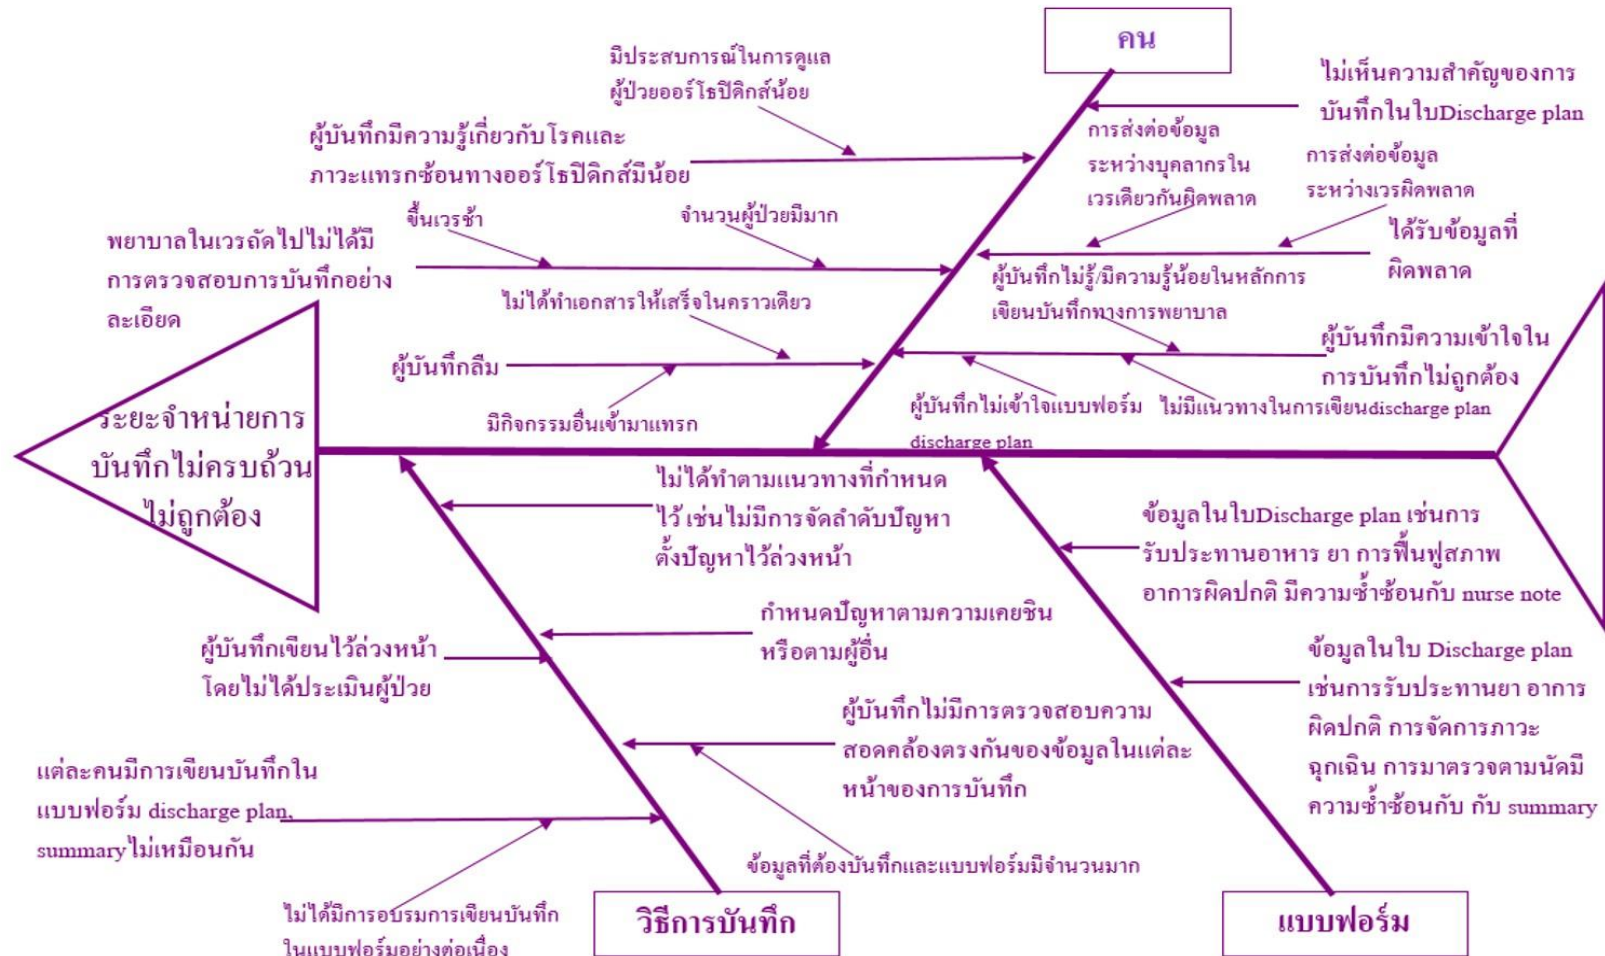 คน
มีประสบการณ์ในการดูแล
ผู้ป่วยออร์โธปิดิกส์น้อย
ไม่เห็นความสำคัญของการ
บันทึกในใบDischarge plan
ผู้บันทึกมีความรู้เกี่ยวกับโรคและ
ภาวะแทรกซ้อนทางออร์โธปิดิกส์มีน้อย
การส่งต่อข้อมูล
ระหว่างบุคลากรใน
เวรเดียวกันผิดพลาด
การส่งต่อข้อมูล
ระหว่างเวรผิดพลาด
ขึ้นเวรช้า
จำนวนผู้ป่วยมีมาก
พยาบาลในเวรถัดไปไม่ได้มี
การตรวจสอบการบันทึกอย่าง
ละเอียด
ได้รับข้อมูลที่
ผิดพลาด
ไม่ได้ทำเอกสารให้เสร็จในคราวเดียว
ผู้บันทึกไม่รู้/มีความรู้น้อยในหลักการ
เขียนบันทึกทางการพยาบาล
ผู้บันทึกลืม
ผู้บันทึกมีความเข้าใจใน
การบันทึกไม่ถูกต้อง
มีกิจกรรมอื่นเข้ามาแทรก
ผู้บันทึกไม่เข้าใจแบบฟอร์ม
discharge plan
ไม่มีแนวทางในการเขียนdischarge plan
ระยะจำหน่ายการ
บันทึกไม่ครบถ้วน
ไม่ถูกต้อง
ไม่ได้ทำตามแนวทางที่กำหนด
ไว้ เช่นไม่มีการจัดลำดับปัญหา
ตั้งปัญหาไว้ล่วงหน้า
ข้อมูลในใบDischarge plan เช่นการ
รับประทานอาหาร ยา การฟื้นฟูสภาพ
อาการผิดปกติ มีความซ้ำซ้อนกับ nurse note
กำหนดปัญหาตามความเคยชิน
หรือตามผู้อื่น
ผู้บันทึกเขียนไว้ล่วงหน้า
โดยไม่ได้ประเมินผู้ป่วย
ข้อมูลในใบ Discharge plan
เช่นการรับประทานยา อาการ
ผิดปกติ การจัดการภาวะ
ฉุกเฉิน การมาตรวจตามนัดมี
ความซ้ำซ้อนกับ กับ summary
ผู้บันทึกไม่มีการตรวจสอบความ
สอดคล้องตรงกันของข้อมูลในแต่ละ
หน้าของการบันทึก
แต่ละคนมีการเขียนบันทึกใน
แบบฟอร์ม discharge plan,
summaryไม่เหมือนกัน
ข้อมูลที่ต้องบันทึกและแบบฟอร์มมีจำนวนมาก
ไม่ได้มีการอบรมการเขียนบันทึก
ในแบบฟอร์มอย่างต่อเนื่อง
วิธีการบันทึก
แบบฟอร์ม